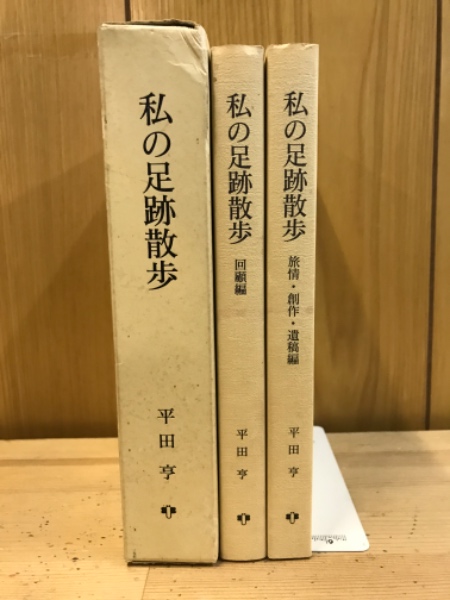 私の足跡散歩
平田亨
私の足跡散歩
回顧編
平田亨
私の足跡散歩
旅情・創作・遺稿編
平田亨